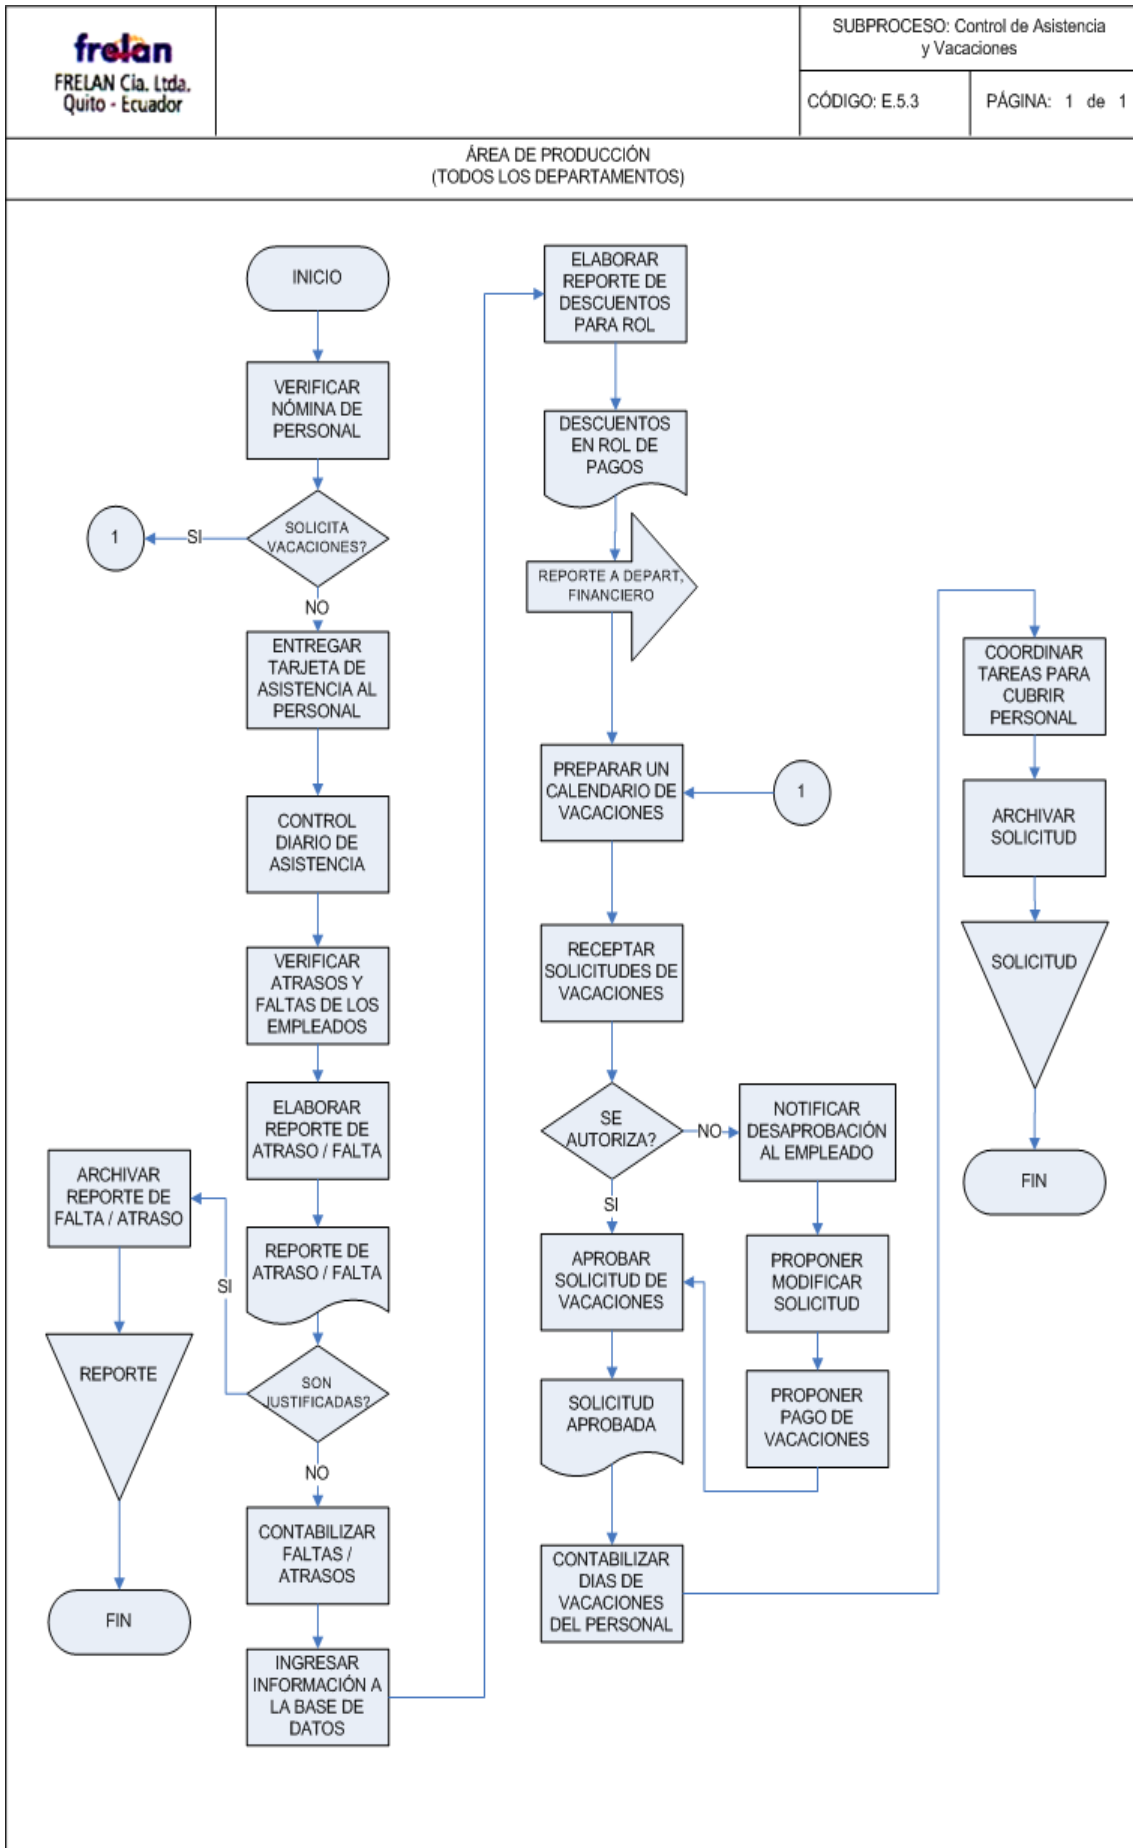 frelan
FRELAN Cía. Ltda.
Quito - Ecuador
SUBPROCESO: Control de Asistencia
y Vacaciones
CÓDIGO: E.5.3
PÁGINA: 1 de 1
ÁREA DE PRODUCCIÓN
(TODOS LOS DEPARTAMENTOS)
INICIO
VERIFICAR
NÓMINA DE
PERSONAL
SOLICITA
VACACIONES?
SI
1
NO
ENTREGAR
TARJETA DE
ASISTENCIA AL
PERSONAL
CONTROL
DIARIO DE
ASISTENCIA
VERIFICAR
ATRASOS Y
FALTAS DE LOS
EMPLEADOS
ELABORAR
REPORTE DE
ATRASO / FALTA
REPORTE DE
ATRASO / FALTA
SON
JUSTIFICADAS?
SI
ARCHIVAR
REPORTE DE
FALTA / ATRASO
REPORTE
FIN
NO
CONTABILIZAR
FALTAS /
ATRASOS
INGRESAR
INFORMACIÓN A
LA BASE DE
DATOS
ELABORAR
REPORTE DE
DESCUENTOS
PARA ROL
DESCUENTOS
EN ROL DE
PAGOS
REPORTE A DEPART,
FINANCIERO
PREPARAR UN
CALENDARIO DE
VACACIONES
1
RECEPTAR
SOLICITUDES DE
VACACIONES
SE
AUTORIZA?
NO
NOTIFICAR
DESAPROBACIÓN
AL EMPLEADO
PROPONER
MODIFICAR
SOLICITUD
PROPONER
PAGO DE
VACACIONES
SI
APROBAR
SOLICITUD DE
VACACIONES
SOLICITUD
APROBADA
CONTABILIZAR
DIAS DE
VACACIONES
DEL PERSONAL
COORDINAR
TAREAS PARA
CUBRIR
PERSONAL
ARCHIVAR
SOLICITUD
SOLICITUD
FIN